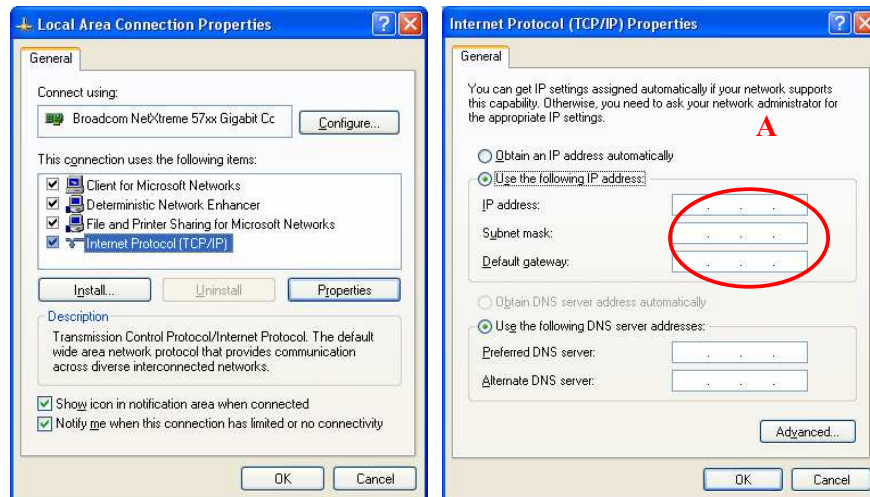 Local Area Connection Properties
General
Connect using:
Broadcom NetXtreme 57xx Gigabit Cc
Configure...
This connection uses the following items:
Client for Microsoft Networks
Deterministic Network Enhancer
File and Printer Sharing for Microsoft Networks
Internet Protocol (TCP/IP)
Install...
Uninstall
Properties
Description
Transmission Control Protocol/Internet Protocol. The default
wide area network protocol that provides communication
across diverse interconnected networks.
Show icon in notification area when connected
Notify me when this connection has limited or no connectivity
OK
Cancel
Internet Protocol (TCP/IP) Properties
General
You can get IP settings assigned automatically if your network supports
this capability. Otherwise, you need to ask your network administrator for
the appropriate IP settings.
A
Obtain an IP address automatically
Use the following IP address:
IP address:
Subnet mask:
Default gateway:
Obtain DNS server address automatically
Use the following DNS server addresses:
Preferred DNS server:
Alternate DNS server:
Advanced...
OK
Cancel